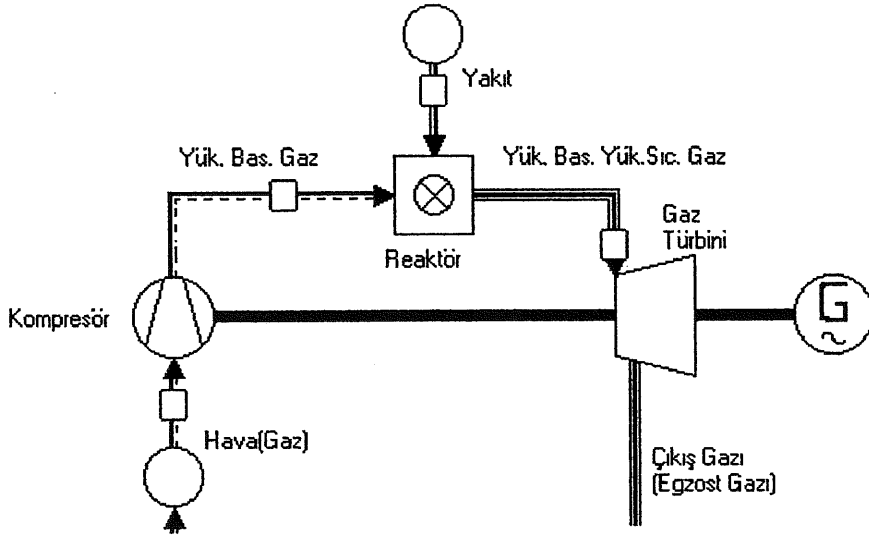 Yakıt
Yük. Bas. Gaz
Yük. Bas. Yük.Sıc. Gaz
Reaktör
Gaz
Türbini
Kompresör
G
~
Hava(Gaz)
Çıkış Gazı
(Egzost Gazı)